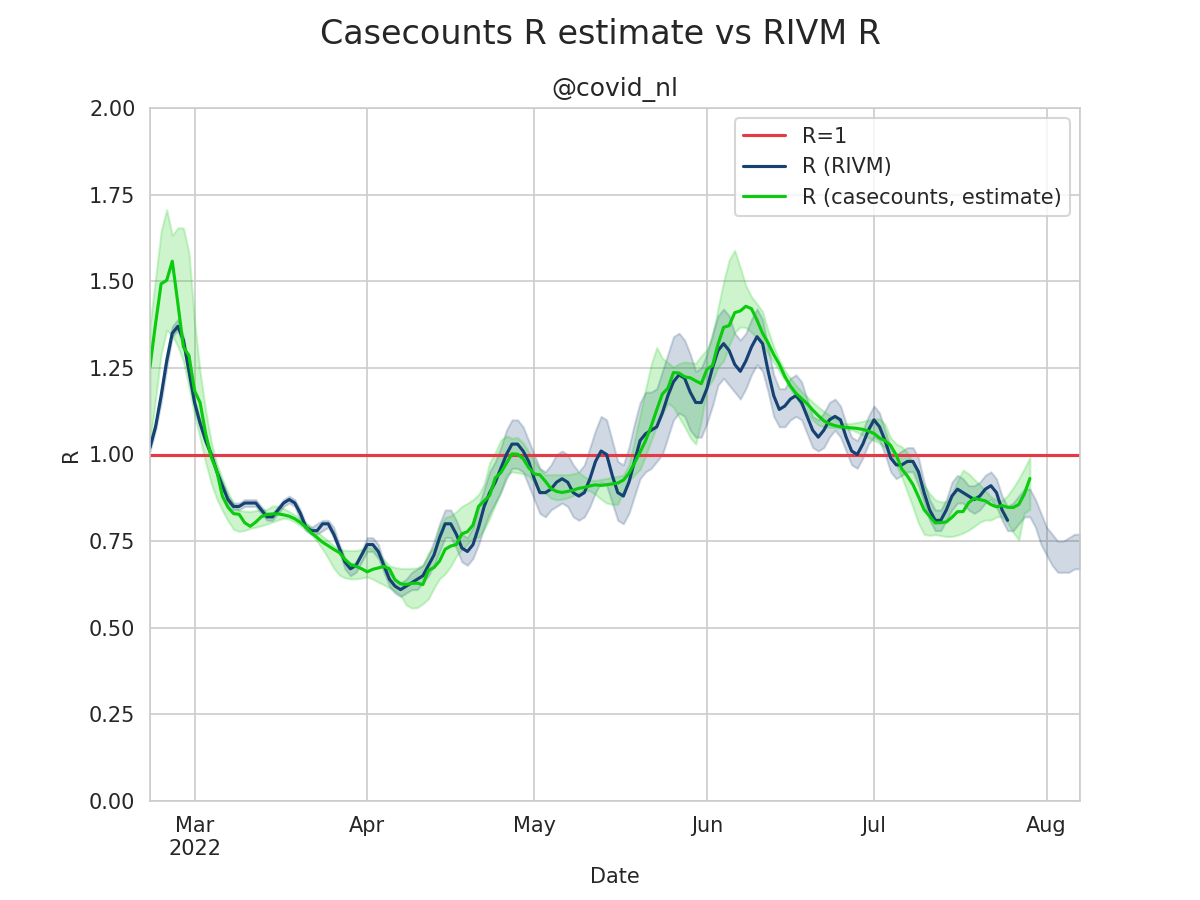 Casecounts R estimate vs RIVM R
@covid_nl
R=1
R (RIVM)
R (casecounts, estimate)
2.00
1.75
1.50
1.25
1.00
0.75
0.50
0.25
0.00
R
Mar Apr May Jun Jul Aug
2022
Date